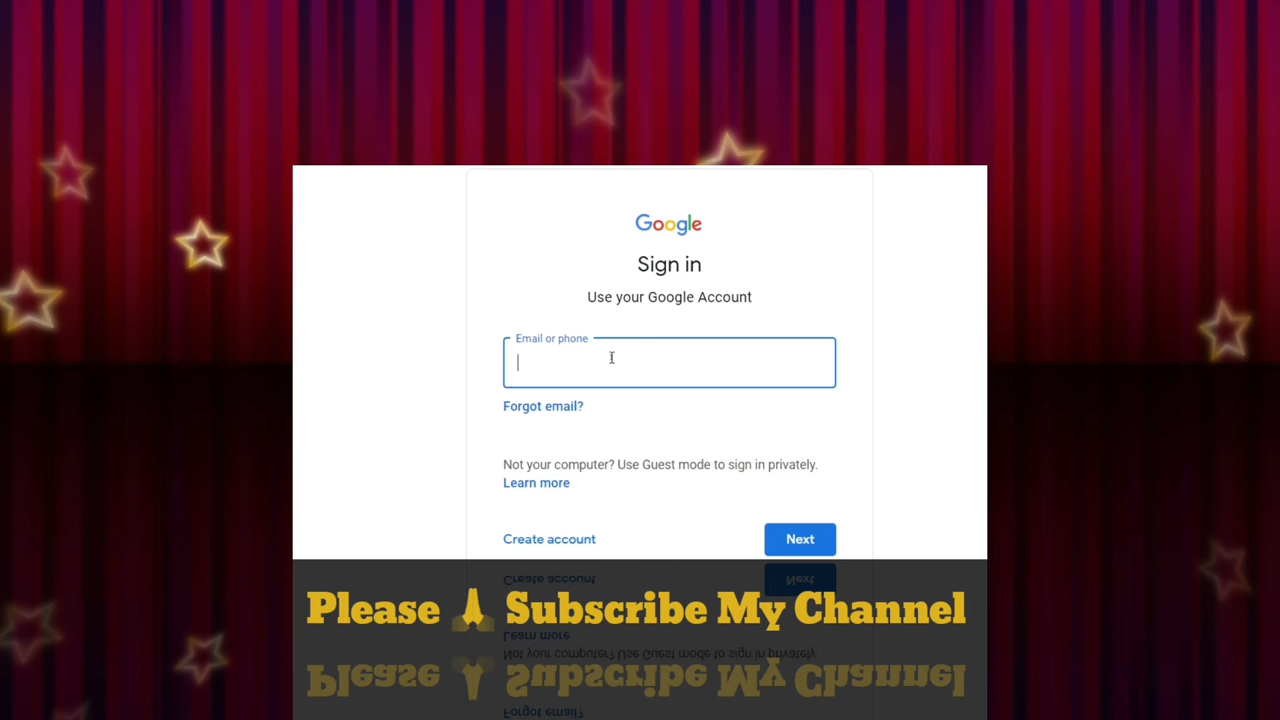 Google
Sign in
Use your Google Account
Email or phone
Forgot email?
Not your computer? Use Guest mode to sign in privately.
Learn more
Create account
Next
Please 🙏 Subscribe My Channel